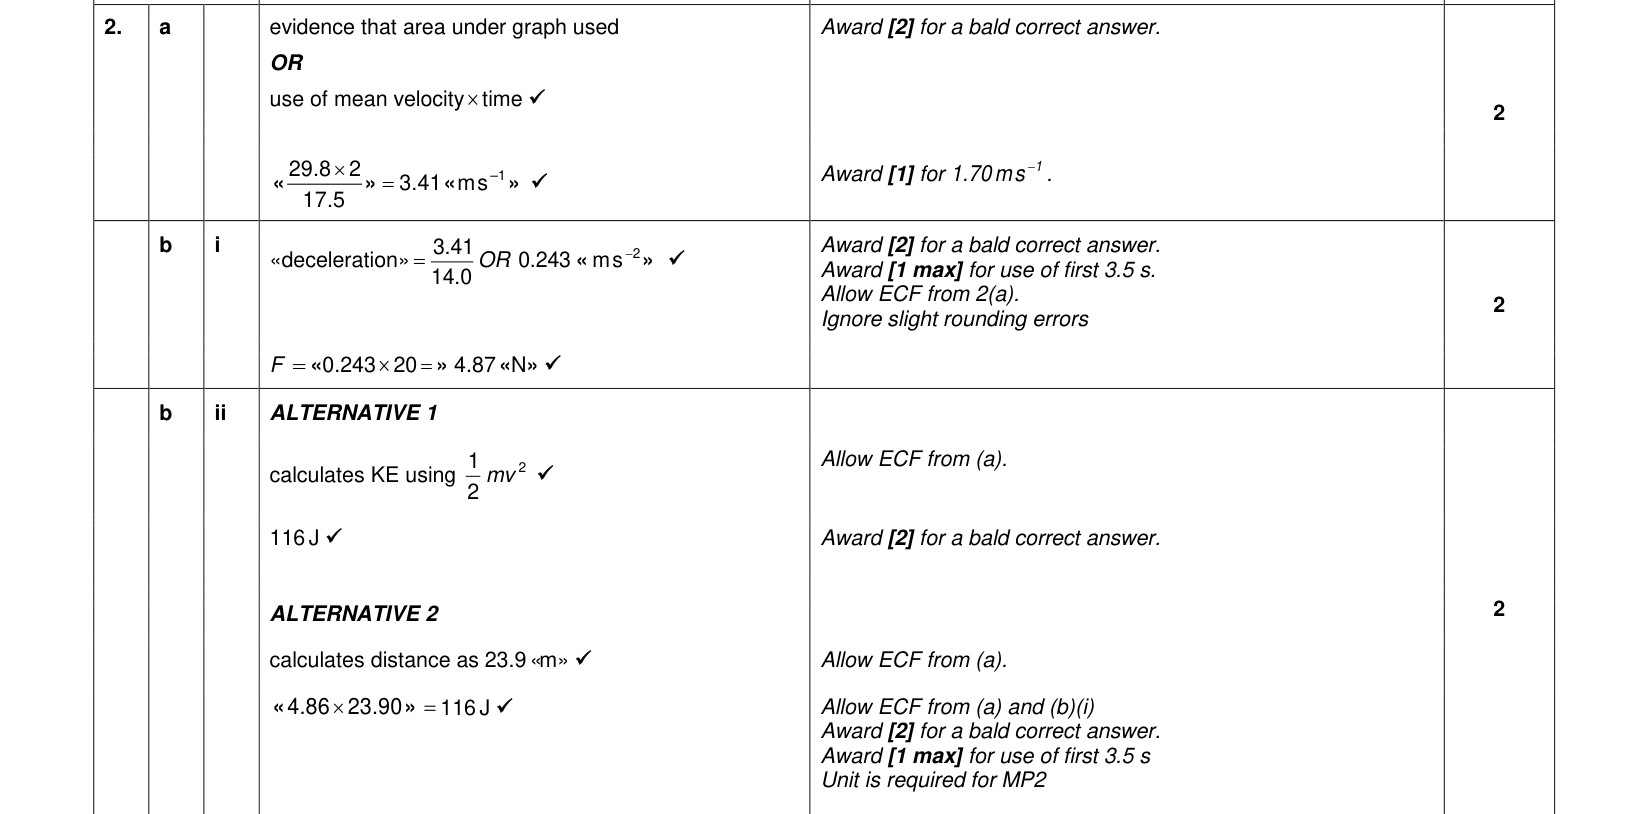 2. a evidence that area under graph used Award [2] for a bald correct answer.
OR
use of mean velocity × time ✓
2
« 29.8 × 2 / 17.5 » = 3.41 « m s⁻¹ » ✓ Award [1] for 1.70 m s⁻¹ .
b i «deceleration» = 3.41 / 14.0 OR 0.243 « m s⁻² » ✓ Award [2] for a bald correct answer.
Award [1 max] for use of first 3.5 s.
Allow ECF from 2(a).
Ignore slight rounding errors
2
F = «0.243 × 20 = » 4.87 «N» ✓
b ii ALTERNATIVE 1
calculates KE using 1/2 mv² ✓ Allow ECF from (a).
116 J ✓ Award [2] for a bald correct answer.
ALTERNATIVE 2
2
calculates distance as 23.9 «m» ✓ Allow ECF from (a).
« 4.86 × 23.90 » = 116 J ✓ Allow ECF from (a) and (b)(i)
Award [2] for a bald correct answer.
Award [1 max] for use of first 3.5 s
Unit is required for MP2